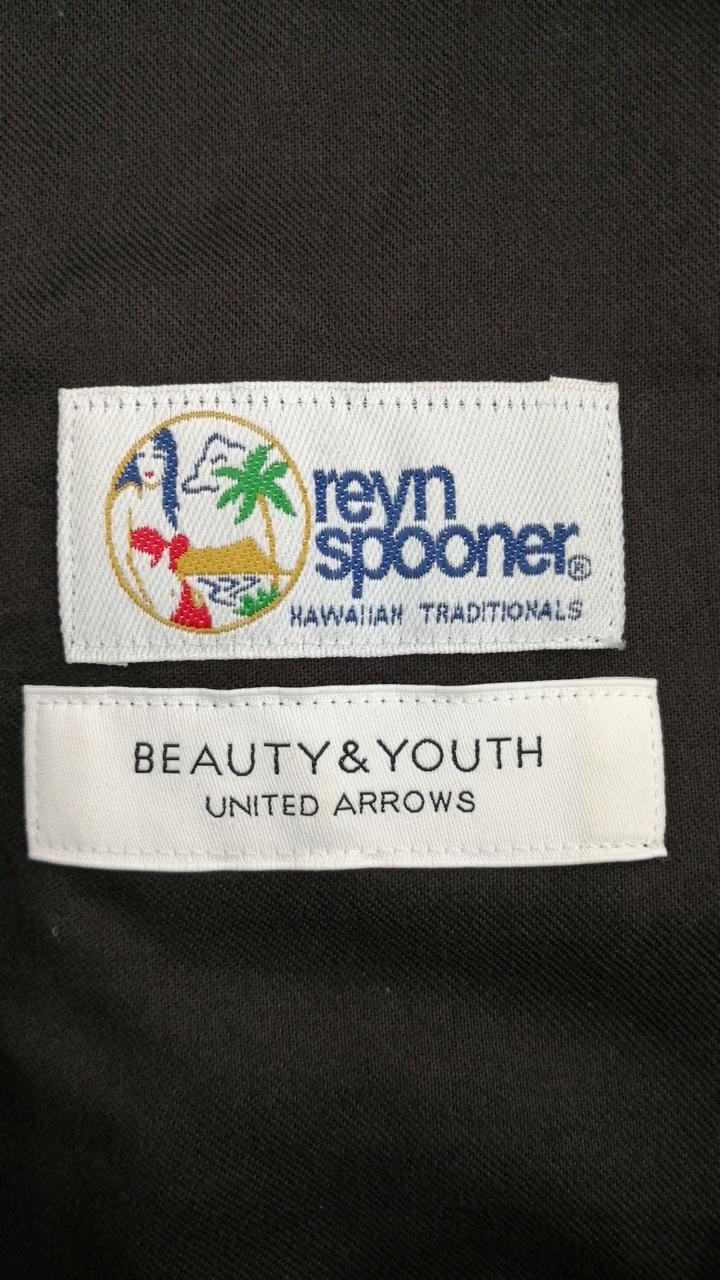 reyn
spooner®
HAWAIIAN TRADITIONALS
BEAUTY&YOUTH
UNITED ARROWS